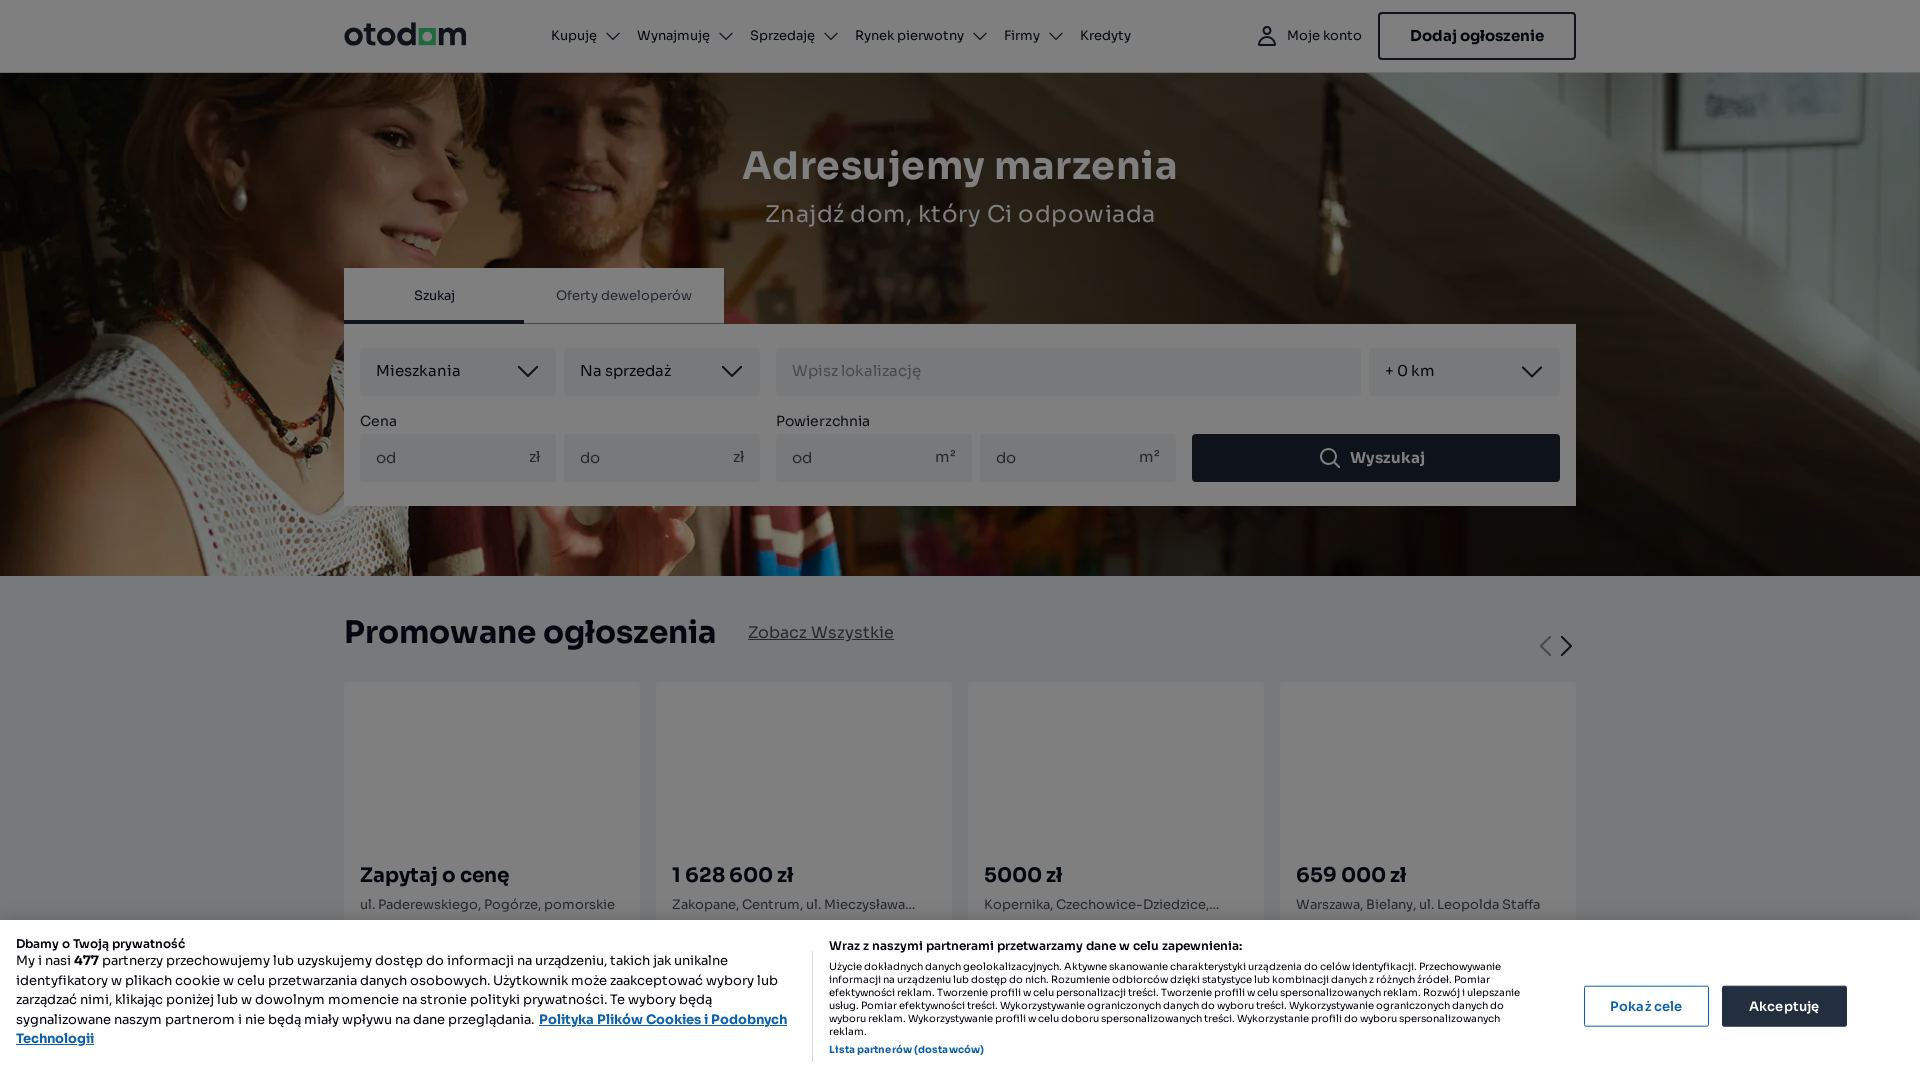 otodom
Kupuję
Wynajmuję
Sprzedaję
Rynek pierwotny
Firmy
Kredyty
Moje konto
Dodaj ogłoszenie
Adresujemy marzenia
Znajdź dom, który Ci odpowiada
Szukaj
Oferty deweloperów
Mieszkania
Na sprzedaż
Wpisz lokalizację
+ 0 km
Cena
Powierzchnia
od zł
do zł
od m²
do m²
Wyszukaj
Promowane ogłoszenia
Zobacz Wszystkie
Zapytaj o cenę
ul. Paderewskiego, Pogórze, pomorskie
1 628 600 zł
Zakopane, Centrum, ul. Mieczysława...
5000 zł
Kopernika, Czechowice-Dziedzice,...
659 000 zł
Warszawa, Bielany, ul. Leopolda Staffa
Dbamy o Twoją prywatność
My i nasi 477 partnerzy przechowujemy lub uzyskujemy dostęp do informacji na urządzeniu, takich jak unikalne
identyfikatory w plikach cookie w celu przetwarzania danych osobowych. Użytkownik może zaakceptować wybory lub
zarządzać nimi, klikając poniżej lub w dowolnym momencie na stronie polityki prywatności. Te wybory będą
sygnalizowane naszym partnerom i nie będą miały wpływu na dane przeglądania. Polityka Plików Cookies i Podobnych
Technologii
Wraz z naszymi partnerami przetwarzamy dane w celu zapewnienia:
Użycie dokładnych danych geolokalizacyjnych. Aktywne skanowanie charakterystyki urządzenia do celów identyfikacji. Przechowywanie
informacji na urządzeniu lub dostęp do nich. Rozumienie odbiorców dzięki statystyce lub kombinacji danych z różnych źródeł. Pomiar
efektywności reklam. Tworzenie profili w celu personalizacji treści. Tworzenie profili w celu spersonalizowanych reklam. Rozwój i ulepszanie
usług. Pomiar efektywności treści. Wykorzystywanie ograniczonych danych do wyboru treści. Wykorzystywanie ograniczonych danych do
wyboru reklam. Wykorzystywanie profili w celu doboru spersonalizowanych treści. Wykorzystanie profili do wyboru spersonalizowanych
reklam.
Lista partnerów (dostawców)
Pokaż cele
Akceptuję